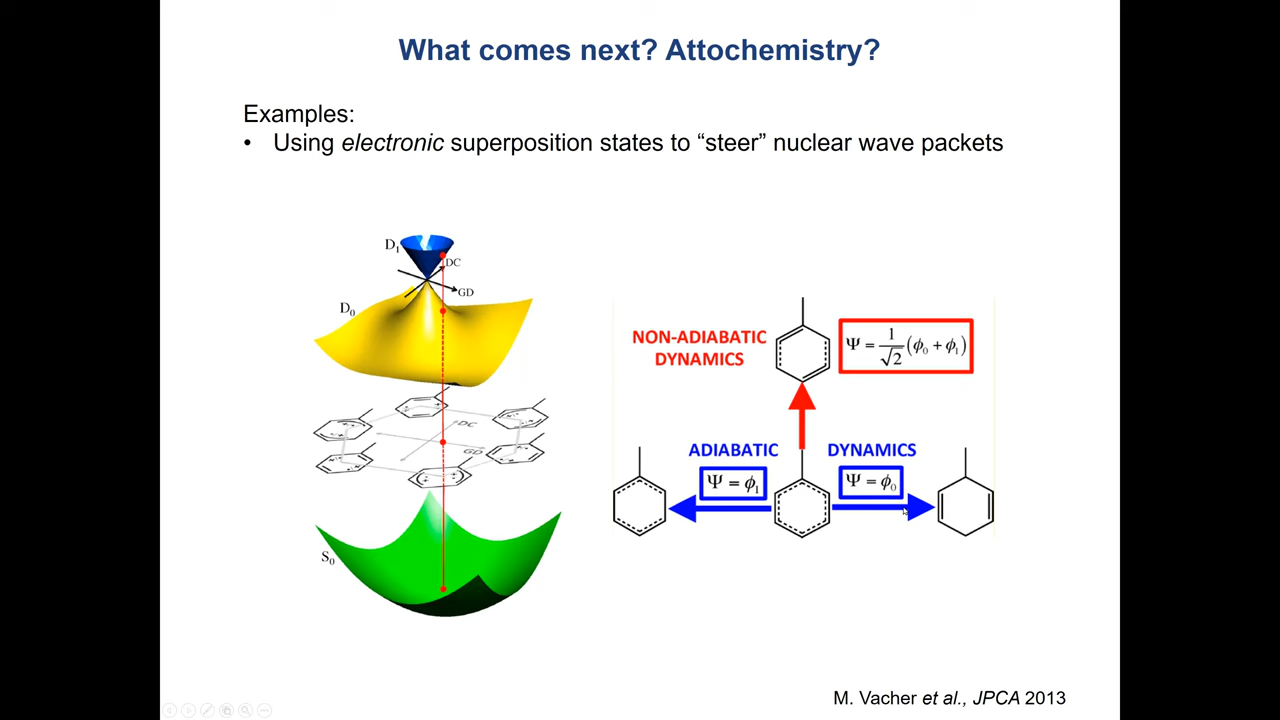 What comes next? Attochemistry?
Examples:
• Using electronic superposition states to “steer” nuclear wave packets
D₁
DC
GD
D₀
DC
GD
S₀
NON-ADIABATIC
DYNAMICS
Ψ = 1/√2 (ϕ₀ + ϕ₁)
ADIABATIC
DYNAMICS
Ψ = ϕ₁
Ψ = ϕ₀
M. Vacher et al., JPCA 2013